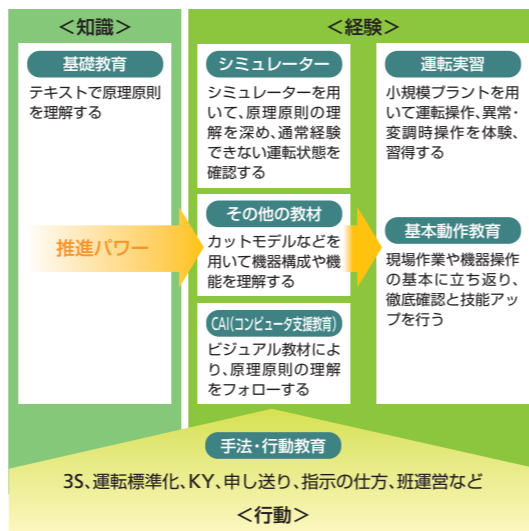 <知識>
基礎教育
テキストで原理原則
を理解する
推進パワー
<経験>
シミュレーター
シミュレーターを用
いて、原理原則の理
解を深め、通常経験
できない運転状態を
確認する
その他の教材
カットモデルなどを
用いて機器構成や機
能を理解する
CAI(コンピュータ支援教育)
ビジュアル教材によ
り、原理原則の理解
をフォローする
運転実習
小規模プラントを用
いて運転操作、異常・
変調時操作を体験、
習得する
基本動作教育
現場作業や機器操作
の基本に立ち返り、
徹底確認と技能アッ
プを行う
手法・行動教育
3S、運転標準化、KY、申し送り、指示の仕方、班運営など
<行動>